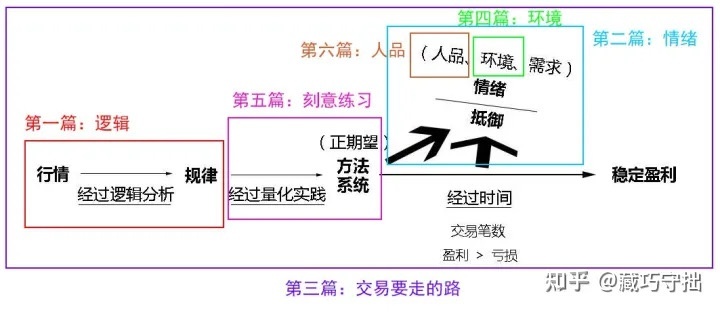 第四篇：环境
第六篇：人品
（人品、环境、需求）
第二篇：情绪
情绪
抵御
第五篇：刻意练习
第一篇：逻辑
（正期望）
行情
经过逻辑分析
规律
经过量化实践
方法
系统
经过时间
稳定盈利
交易笔数
盈利 > 亏损
第三篇：交易要走的路
知乎 @藏巧守拙